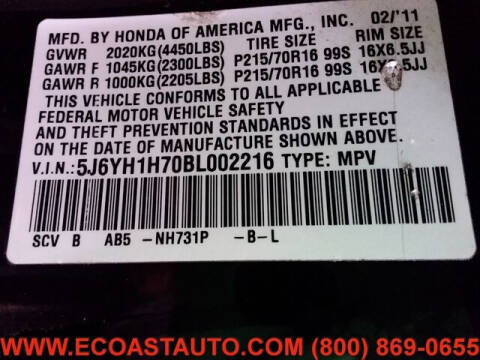 MFD. BY HONDA OF AMERICA MFG., INC. 02/'11
GVWR 2020KG(4450LBS) TIRE SIZE RIM SIZE
GAWR F 1045KG(2300LBS) P215/70R16 99S 16X6.5JJ
GAWR R 1000KG(2205LBS) P215/70R16 99S 16X6.5JJ
THIS VEHICLE CONFORMS TO ALL APPLICABLE
FEDERAL MOTOR VEHICLE SAFETY
AND THEFT PREVENTION STANDARDS IN EFFECT
ON THE DATE OF MANUFACTURE SHOWN ABOVE.
V.I.N.: 5J6YH1H70BL002216 TYPE: MPV
SCV B AB5 -NH731P -B-L
WWW.ECOASTAUTO.COM (800) 869-0655